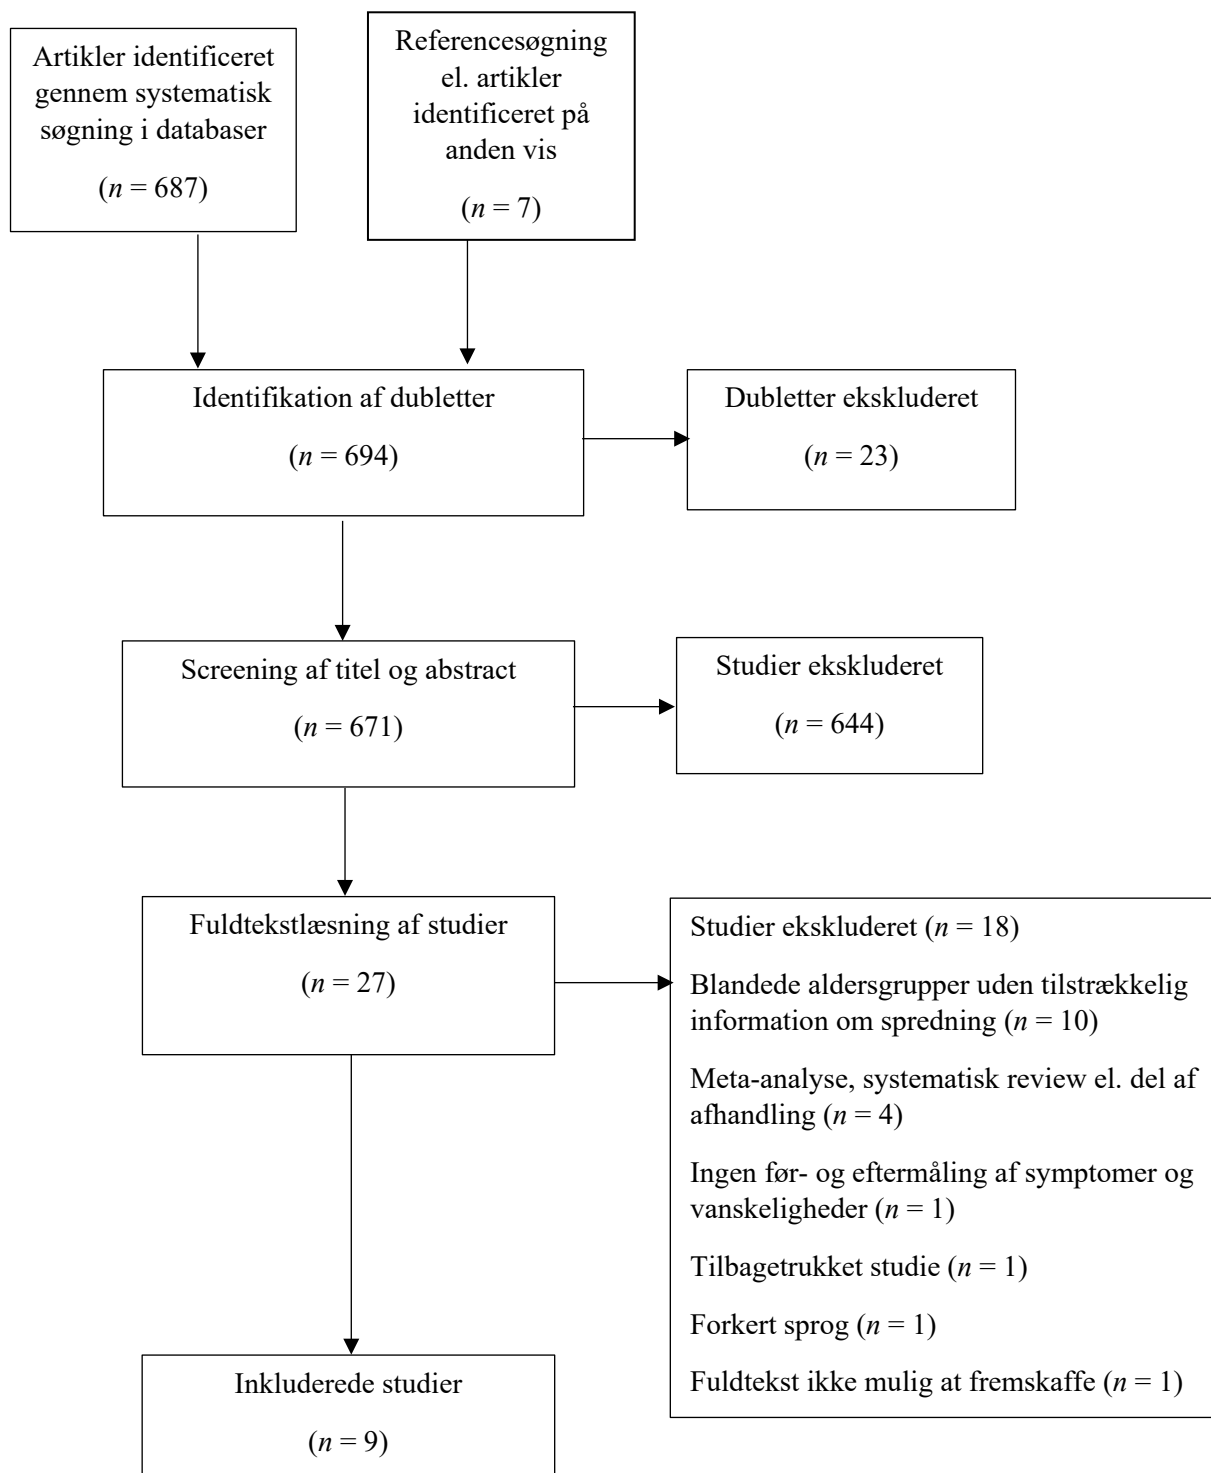 Artikler identificeret
gennem systematisk
søgning i databaser
(n = 687)
Referencesøgning
el. artikler
identificeret på
anden vis
(n = 7)
Identifikation af dubletter
(n = 694)
Dubletter ekskluderet
(n = 23)
Screening af titel og abstract
(n = 671)
Studier ekskluderet
(n = 644)
Fuldtekstlæsning af studier
(n = 27)
Studier ekskluderet (n = 18)
Blandede aldersgrupper uden tilstrækkelig
information om spredning (n = 10)
Meta-analyse, systematisk review el. del af
afhandling (n = 4)
Ingen før- og eftermåling af symptomer og
vanskeligheder (n = 1)
Tilbagetrukket studie (n = 1)
Forkert sprog (n = 1)
Fuldtekst ikke mulig at fremskaffe (n = 1)
Inkluderede studier
(n = 9)